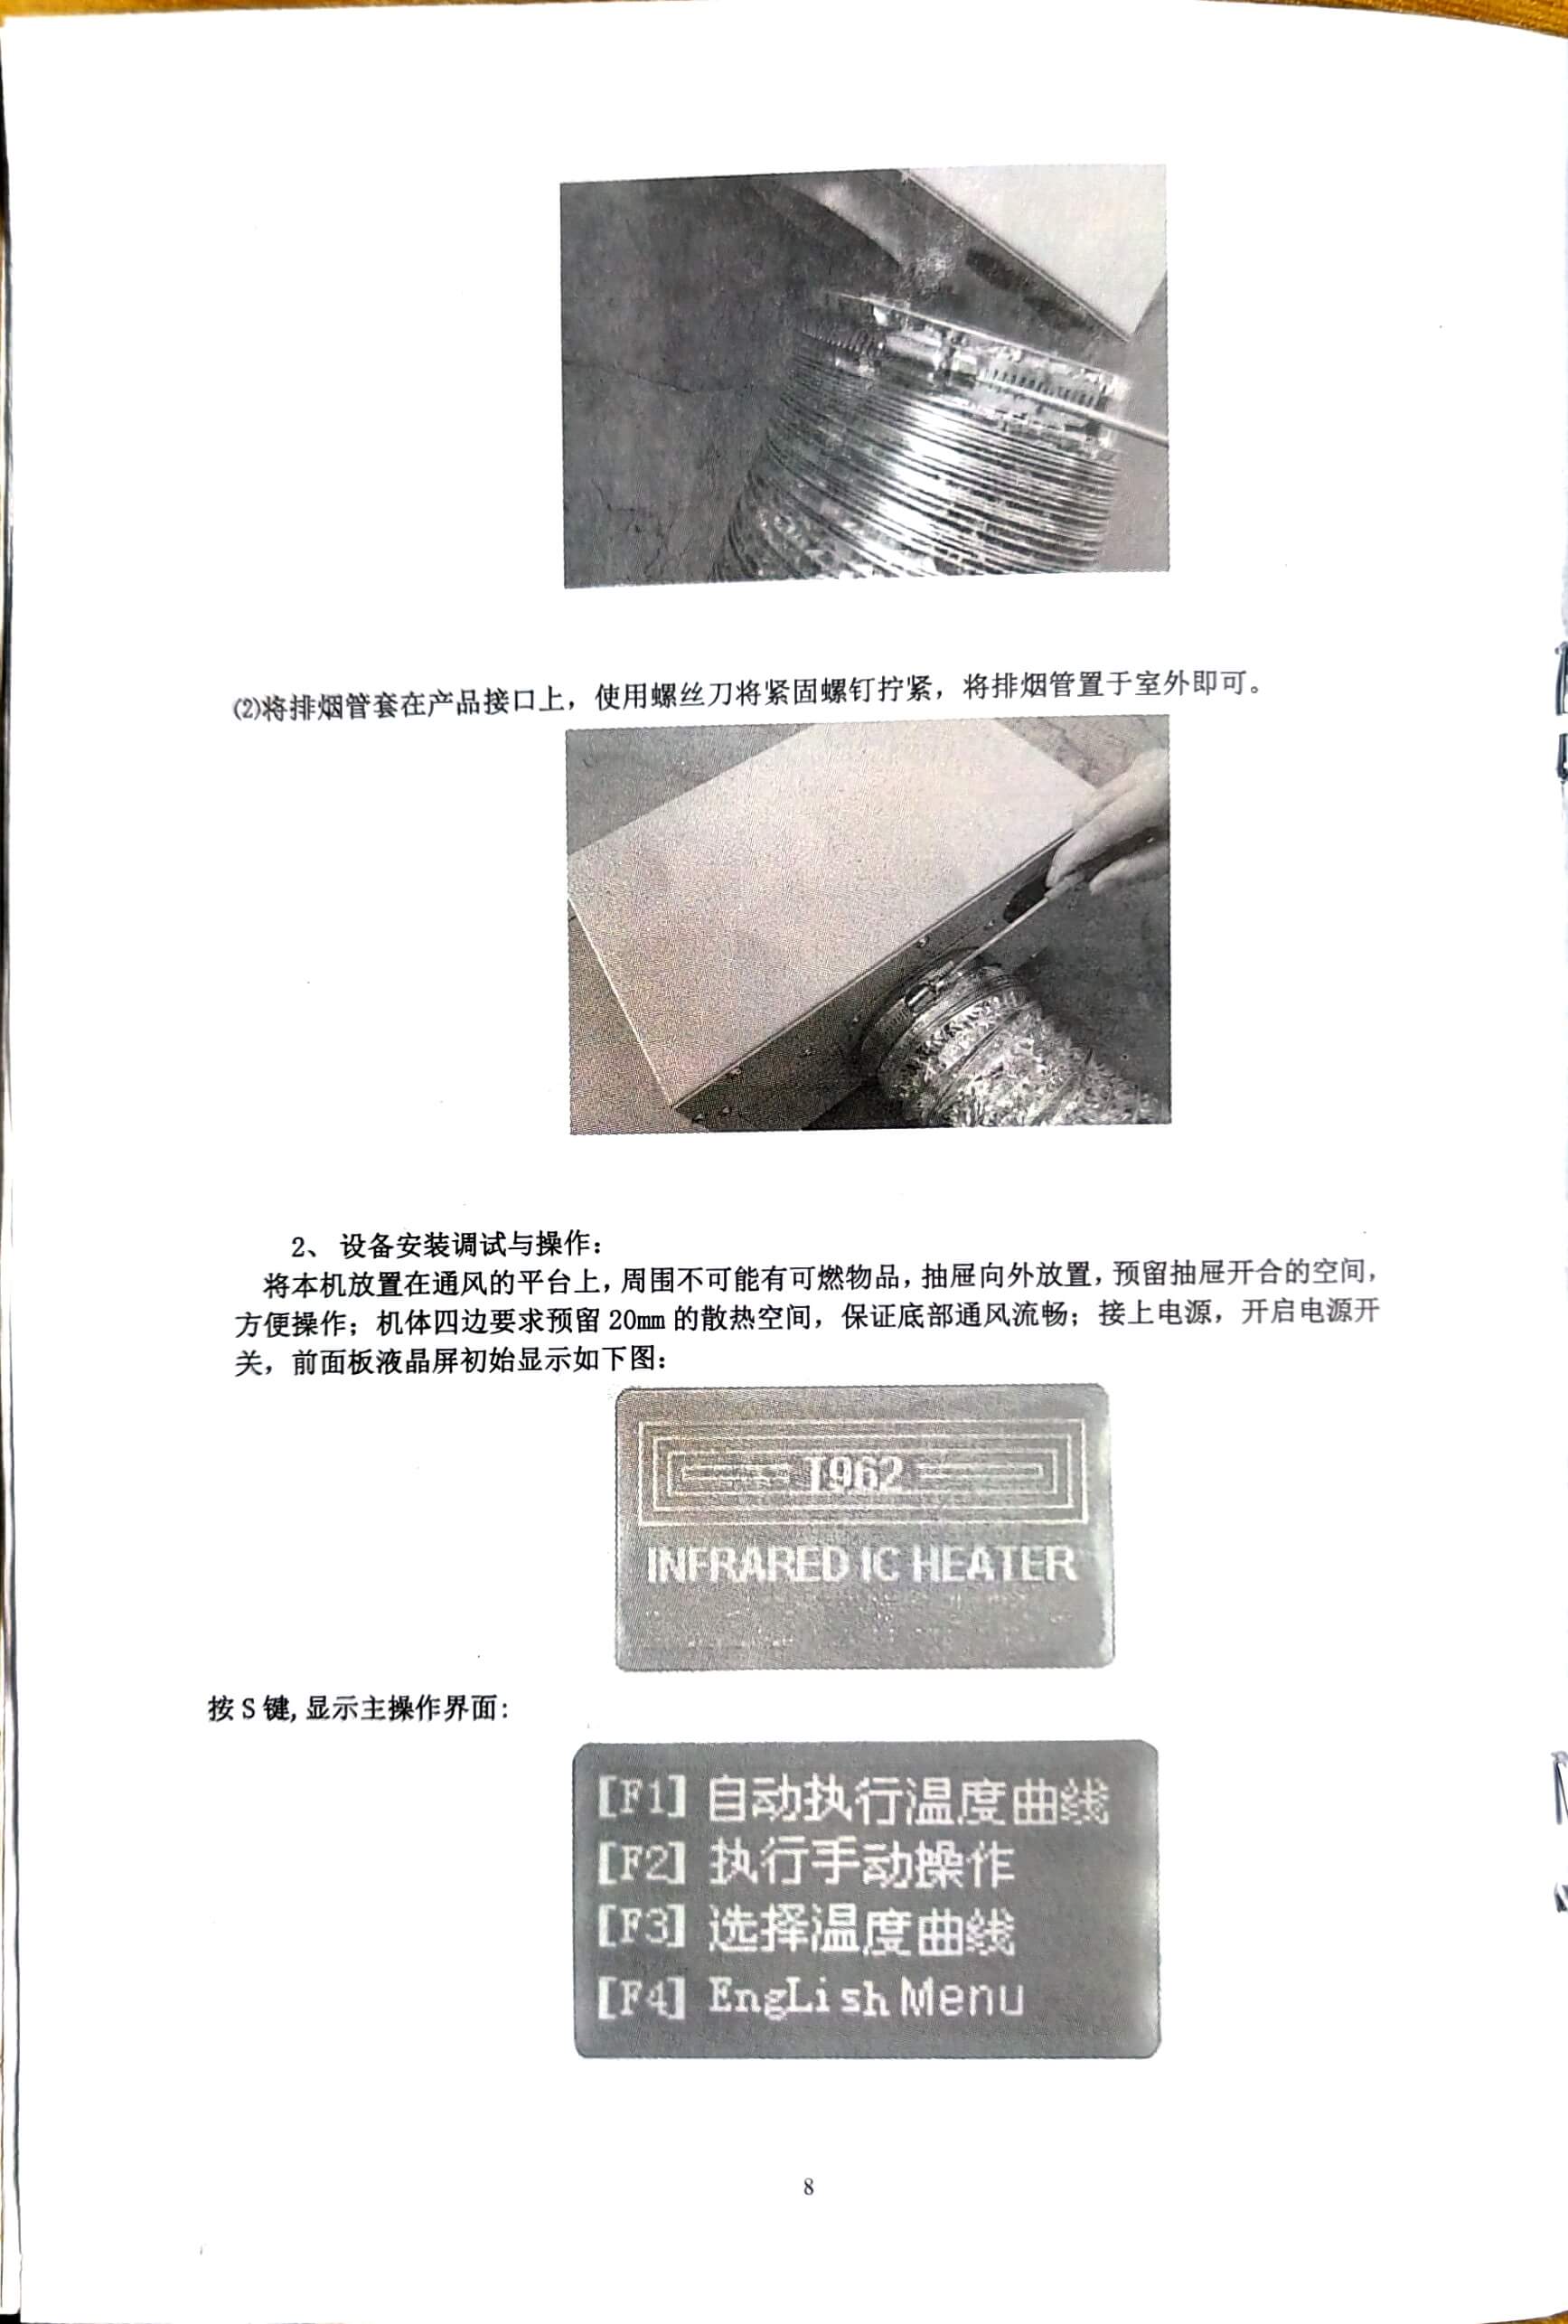 ⑵将排烟管套在产品接口上，使用螺丝刀将紧固螺钉拧紧，将排烟管置于室外即可。
2、 设备安装调试与操作：
将本机放置在通风的平台上，周围不可能有可燃物品，抽屉向外放置，预留抽屉开合的空间，
方便操作；机体四边要求预留 20mm 的散热空间，保证底部通风流畅；接上电源，开启电源开
关，前面板液晶屏初始显示如下图：
T962
INFRARED IC HEATER
按 S 键, 显示主操作界面:
[F1] 自动执行温度曲线
[F2] 执行手动操作
[F3] 选择温度曲线
[F4] EngLish Menu
8